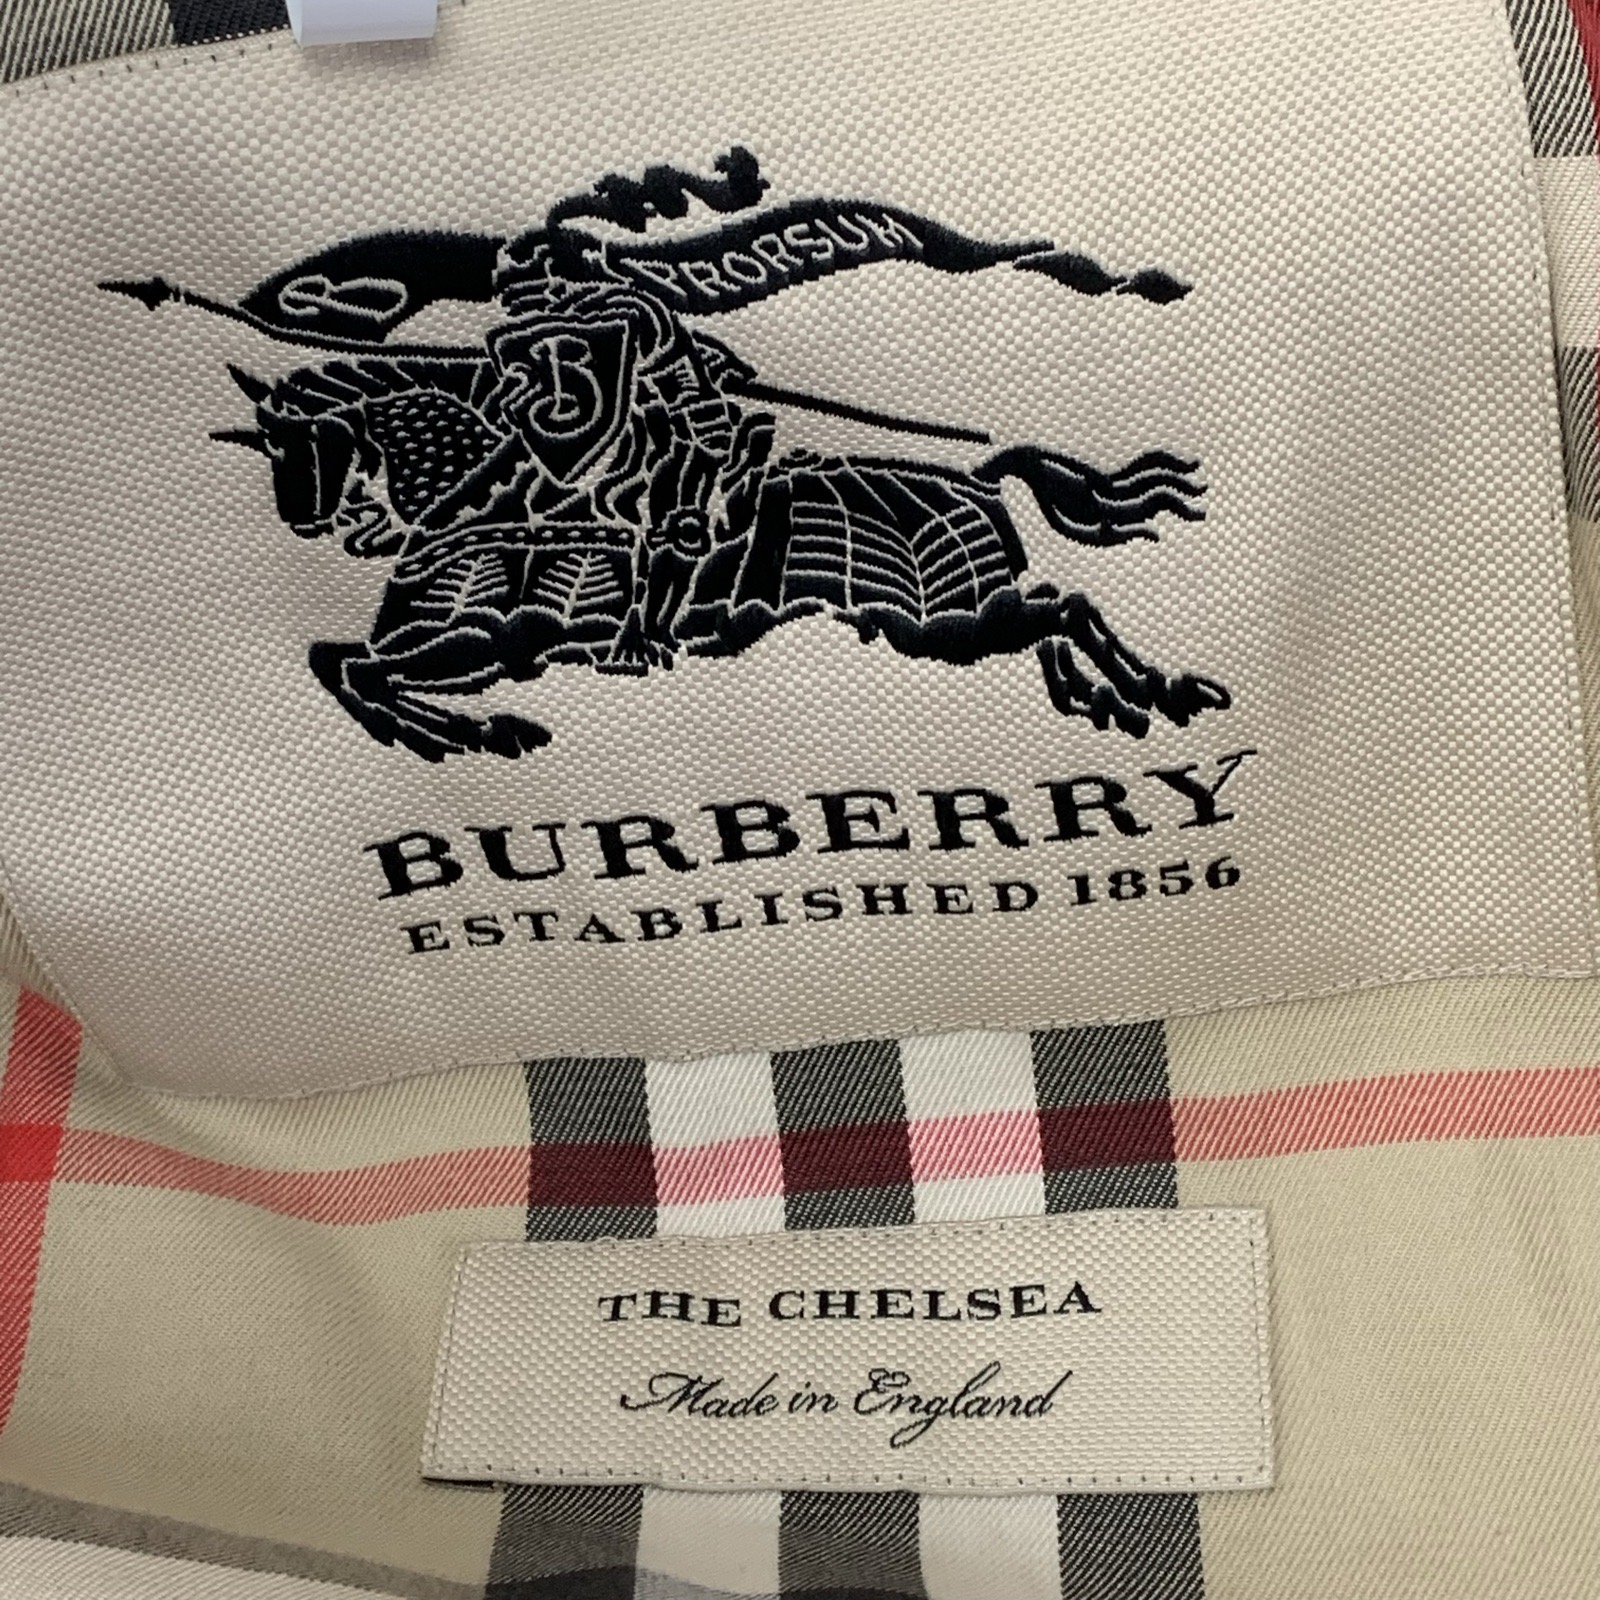 PRORSUM
B
BURBERRY
ESTABLISHED 1856
THE CHELSEA
Made in England